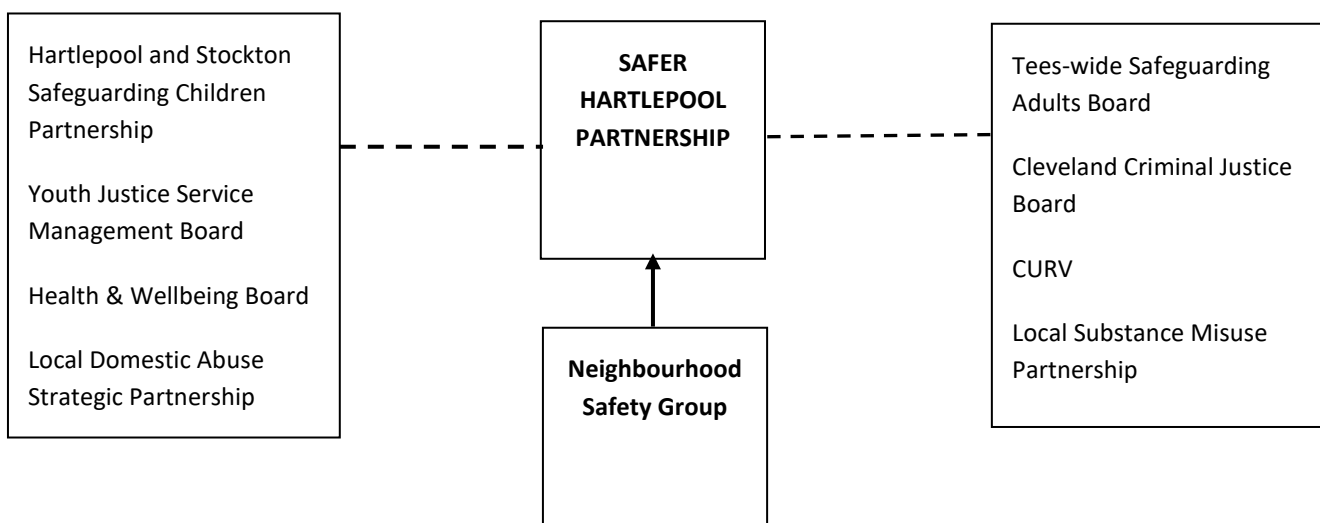 Hartlepool and Stockton
Safeguarding Children
Partnership
Youth Justice Service
Management Board
Health & Wellbeing Board
Local Domestic Abuse
Strategic Partnership
SAFER
HARTLEPOOL
PARTNERSHIP
Neighbourhood
Safety Group
Tees-wide Safeguarding
Adults Board
Cleveland Criminal Justice
Board
CURV
Local Substance Misuse
Partnership